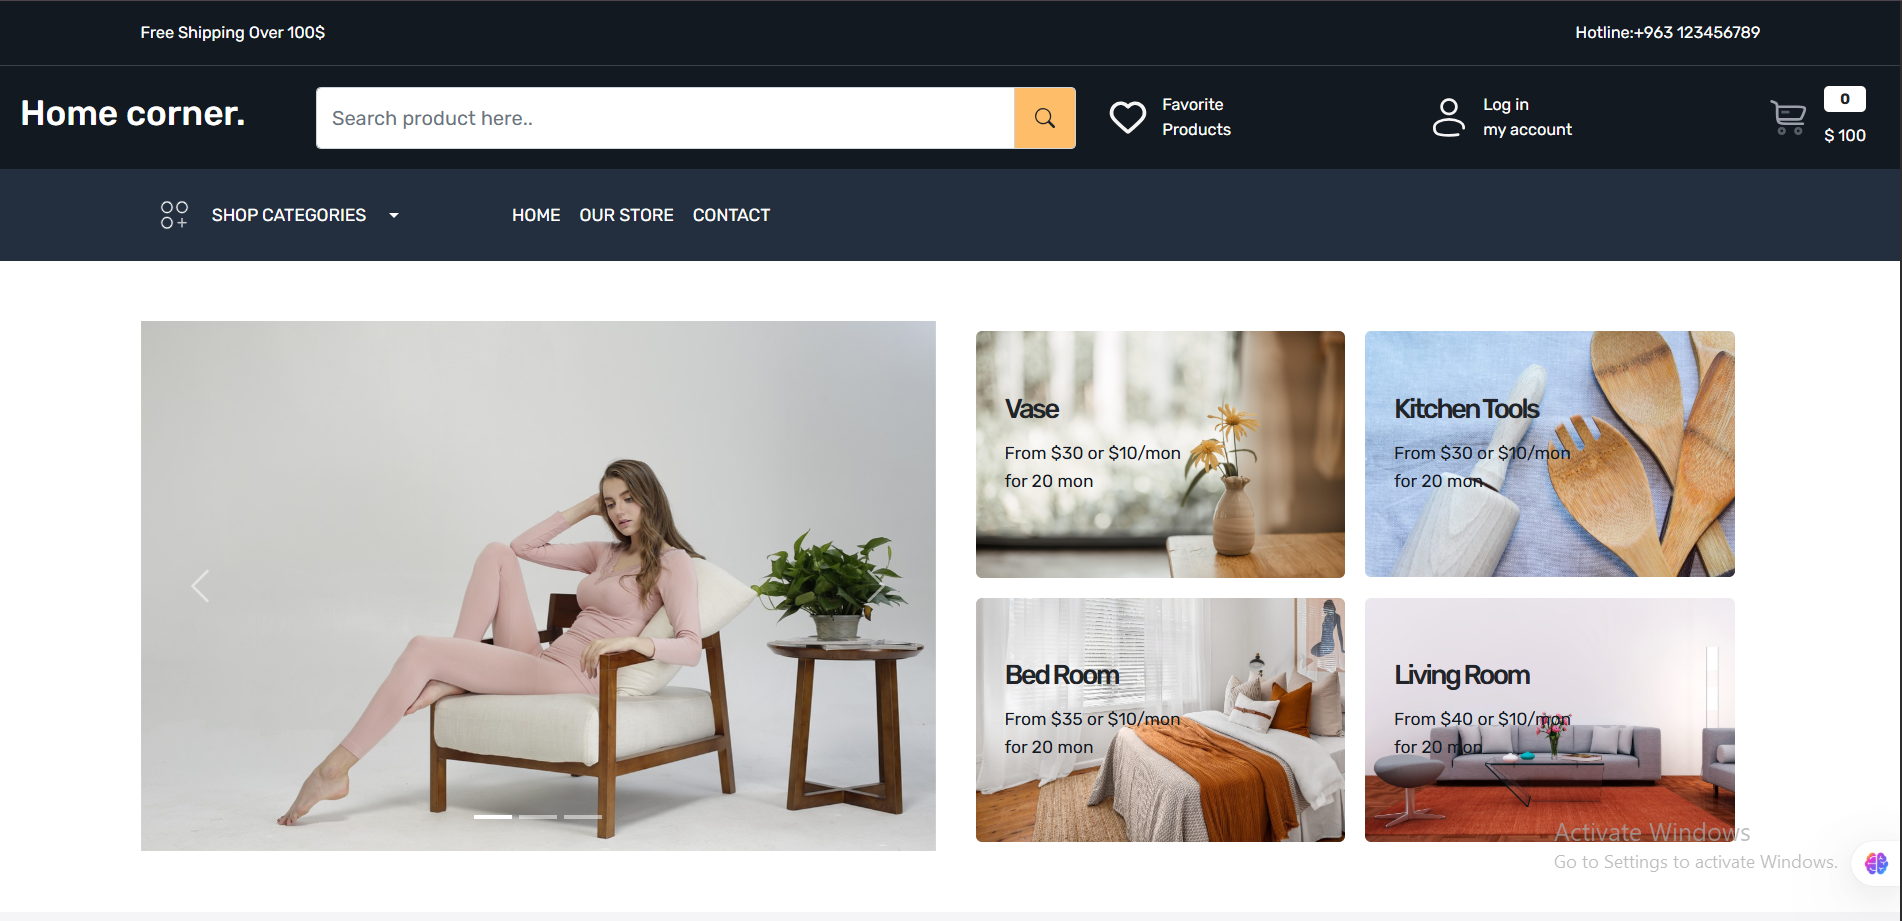 Free Shipping Over 100$
Hotline:+963 123456789
Home corner.
Search product here..
Favorite
Products
Log in
my account
0
$ 100
SHOP CATEGORIES
HOME OUR STORE CONTACT
Vase
From $30 or $10/mon
for 20 mon
Kitchen Tools
From $30 or $10/mon
for 20 mon
Bed Room
From $35 or $10/mon
for 20 mon
Living Room
From $40 or $10/mon
for 20 mon
Activate Windows
Go to Settings to activate Windows.